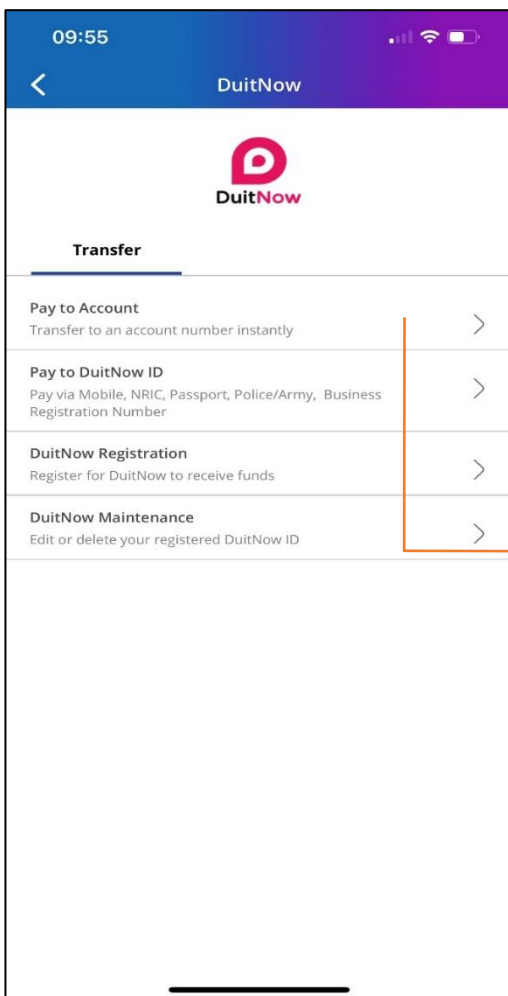 09:55
DuitNow
DuitNow
Transfer
Pay to Account
Transfer to an account number instantly
Pay to DuitNow ID
Pay via Mobile, NRIC, Passport, Police/Army, Business
Registration Number
DuitNow Registration
Register for DuitNow to receive funds
DuitNow Maintenance
Edit or delete your registered DuitNow ID